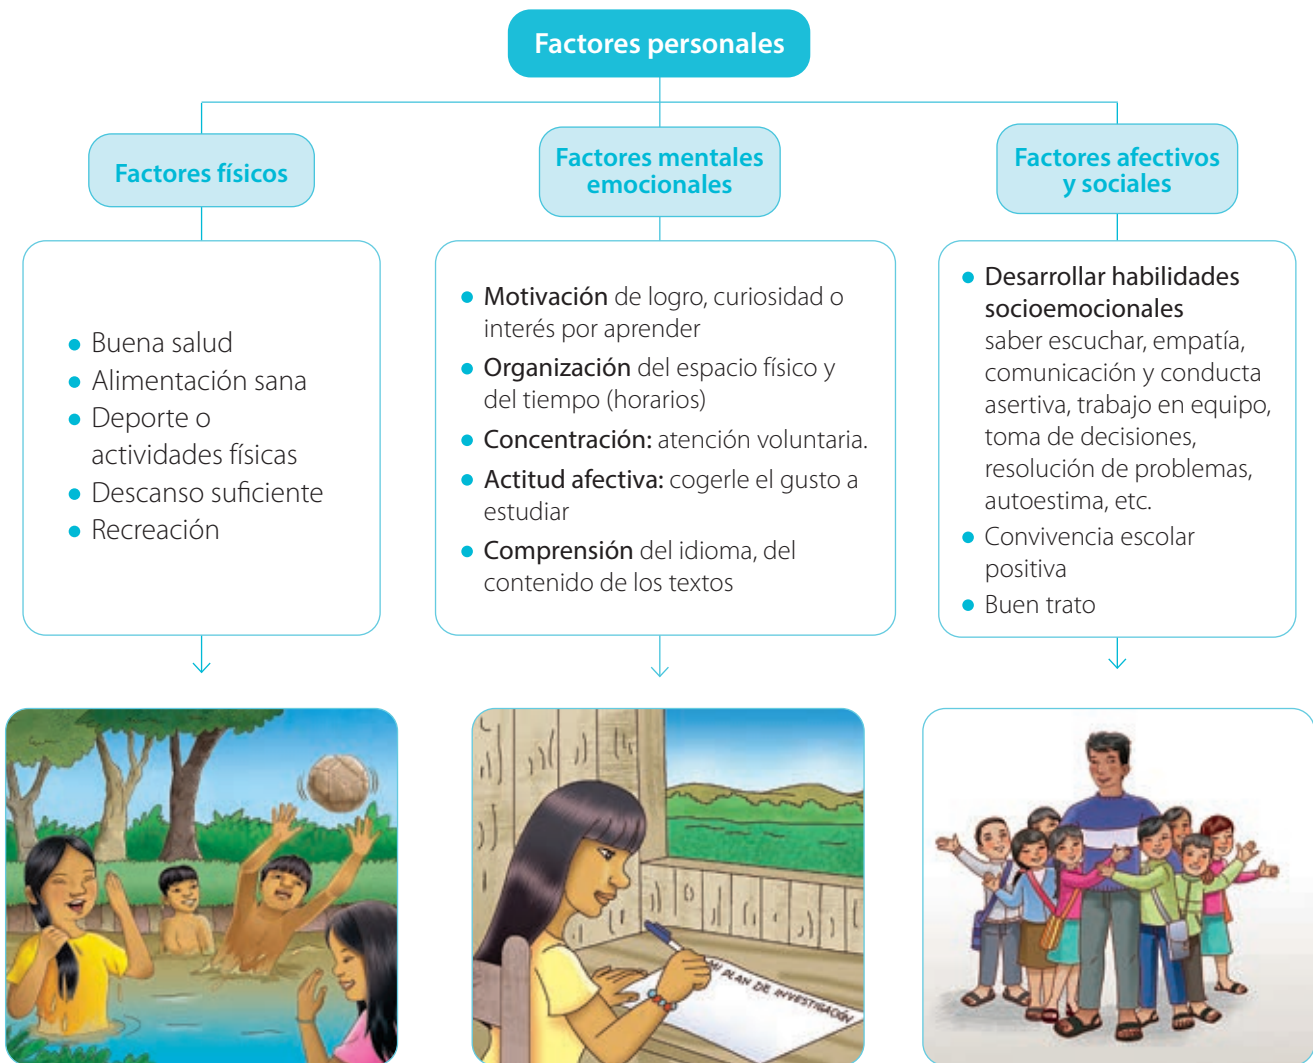 Factores personales
Factores físicos
● Buena salud
● Alimentación sana
● Deporte o
actividades físicas
● Descanso suficiente
● Recreación
Factores mentales
emocionales
● Motivación de logro, curiosidad o
interés por aprender
● Organización del espacio físico y
del tiempo (horarios)
● Concentración: atención voluntaria.
● Actitud afectiva: cogerle el gusto a
estudiar
● Comprensión del idioma, del
contenido de los textos
Factores afectivos
y sociales
● Desarrollar habilidades
socioemocionales
saber escuchar, empatía,
comunicación y conducta
asertiva, trabajo en equipo,
toma de decisiones,
resolución de problemas,
autoestima, etc.
● Convivencia escolar
positiva
● Buen trato
MI PLAN DE INVESTIGACIÓN